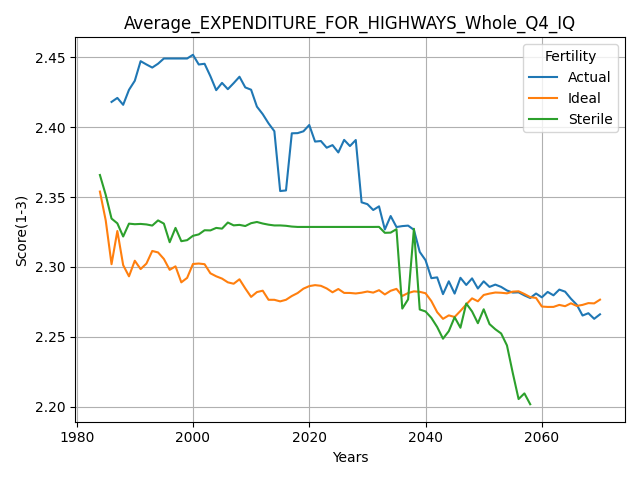 Average_EXPENDITURE_FOR_HIGHWAYS_Whole_Q4_IQ
Fertility
Actual
Ideal
Sterile
Score(1-3)
2.45
2.40
2.35
2.30
2.25
2.20
1980 2000 2020 2040 2060
Years